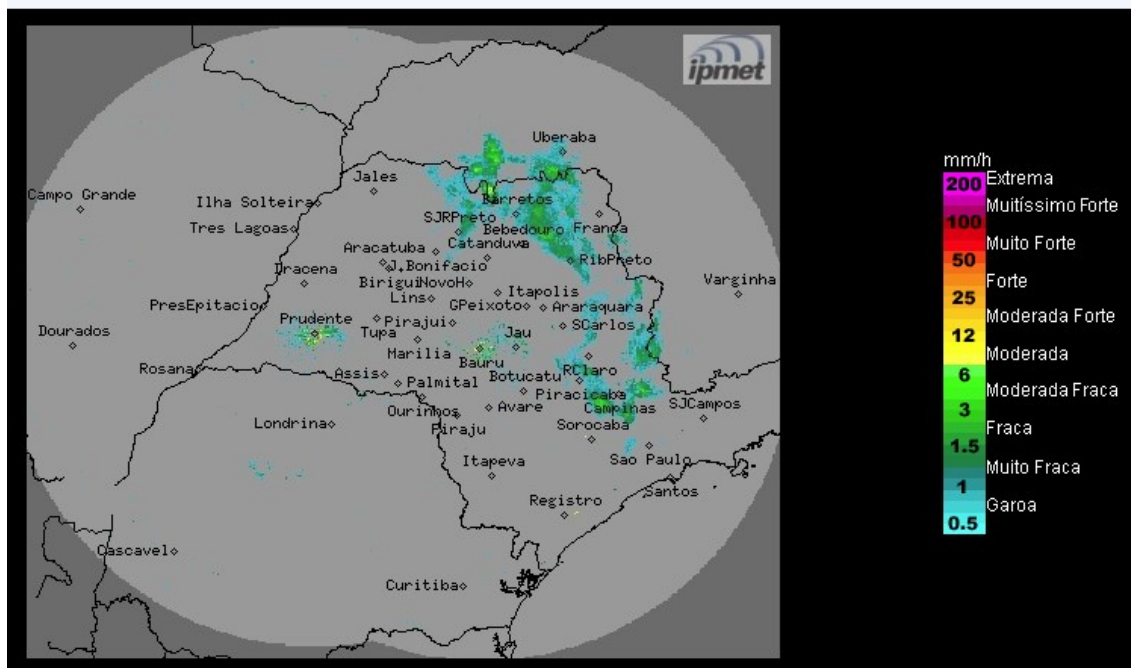 ipmet
Uberaba
Jales
Campo Grande
Ilha Solteira
Barretos
SJRPreto
Tres Lagoas
Bebedouro
Franca
Catanduva
Aracatuba
RibPreto
J.Bonifacio
Dracena
Varginha
Birigui
NovoH
Itapolis
Lins
PresEpitacio
GPeixoto
Araraquara
Prudente
Pirajui
SCarlos
Dourados
Tupa
Jau
Marilia
Bauru
Rosana
Assis
Botucatu
RClaro
Palmital
Piracicaba
SJCampos
Ourinhos
Avare
Campinas
Londrina
Piraju
Sorocaba
Sao Paulo
Itapeva
Santos
Registro
Cascavel
Curitiba
mm/h
200
Extrema
Muitíssimo Forte
100
Muito Forte
50
Forte
25
Moderada Forte
12
Moderada
6
Moderada Fraca
3
Fraca
1.5
Muito Fraca
1
Garoa
0.5